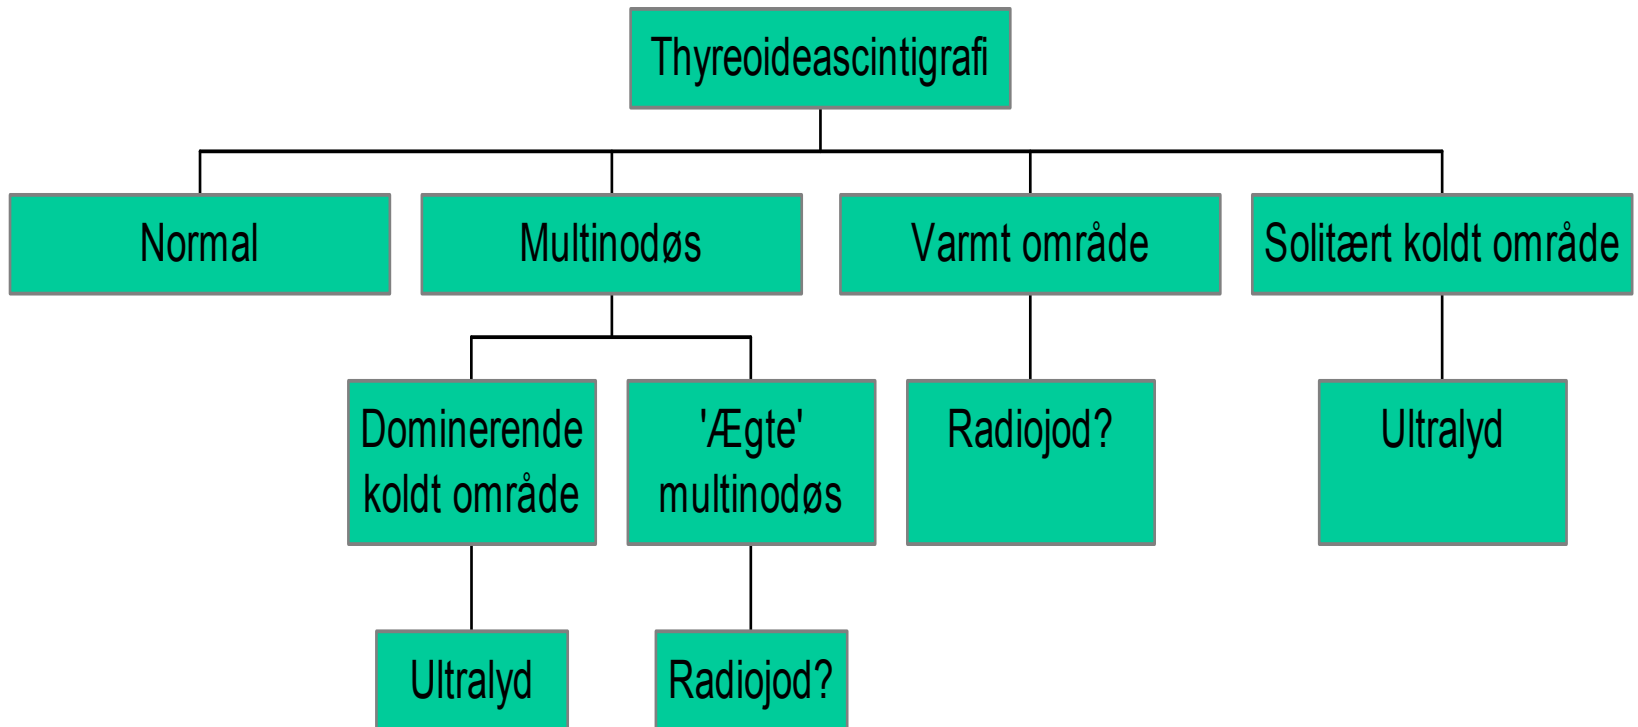 Thyreoideascintigrafi
Normal
Multinodøs
Varmt område
Solitært koldt område
Dominerende
koldt område
'Ægte'
multinodøs
Radiojod?
Ultralyd
Ultralyd
Radiojod?